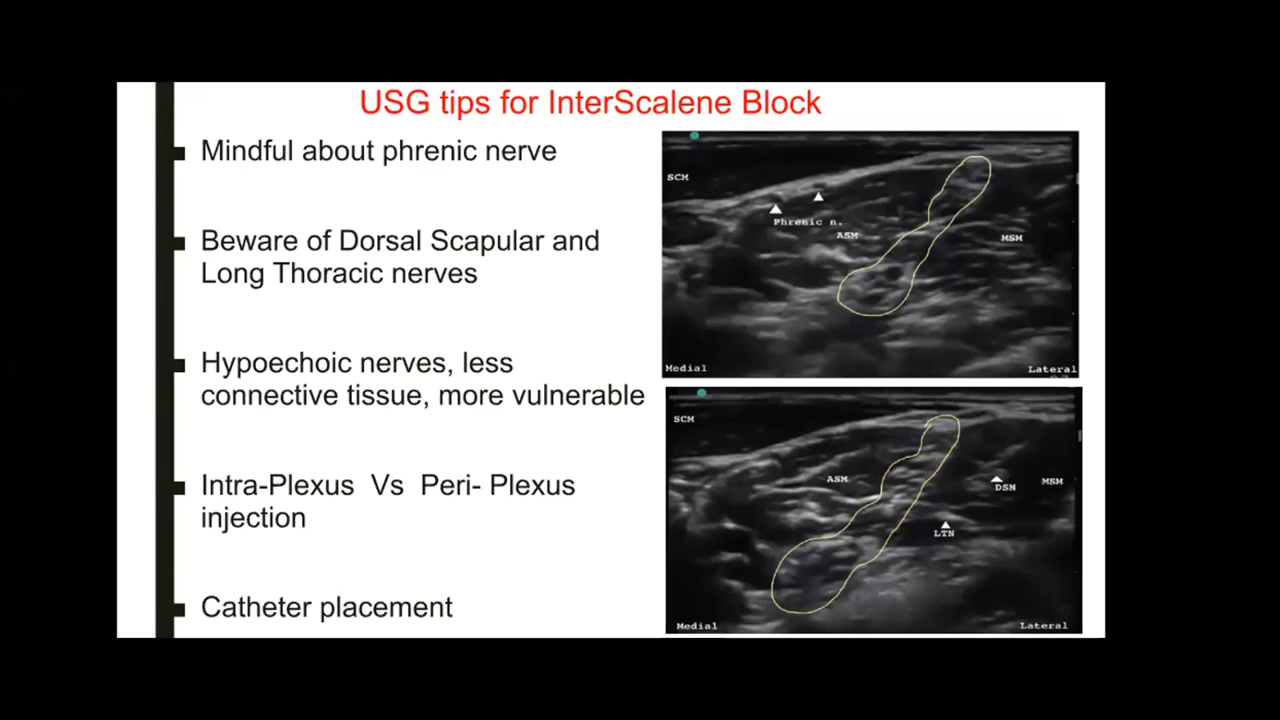 USG tips for InterScalene Block
Mindful about phrenic nerve
Beware of Dorsal Scapular and
Long Thoracic nerves
Hypoechoic nerves, less
connective tissue, more vulnerable
Intra-Plexus Vs Peri- Plexus
injection
Catheter placement
SCM
Phrenic n.
ASM
MSM
Medial
Lateral
SCM
ASM
DSN
MSM
LTN
Medial
Lateral